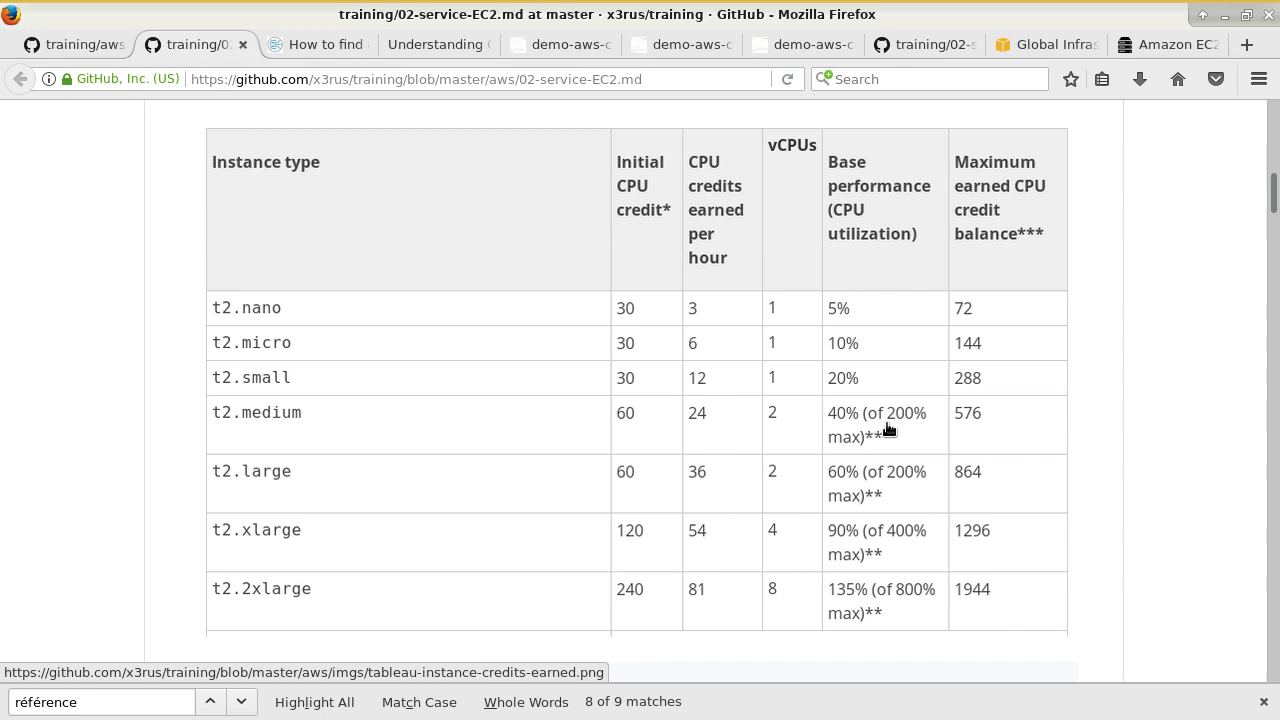 training/02-service-EC2.md at master · x3rus/training · GitHub - Mozilla Firefox
training/aws
training/02
How to find
Understanding
demo-aws-c
demoaws-c
demo-aws-c
training/02-s
Global Infras
Amazon EC2
GitHub, Inc. (US)
https://github.com/x3rus/training/blob/master/aws/02-service-EC2.md
Search
Instance type
Initial CPU credit*
CPU credits earned per hour
vCPUs
Base performance (CPU utilization)
Maximum earned CPU credit balance***
t2.nano 30 3 1 5% 72
t2.micro 30 6 1 10% 144
t2.small 30 12 1 20% 288
t2.medium 60 24 2 40% (of 200% max)** 576
t2.large 60 36 2 60% (of 200% max)** 864
t2.xlarge 120 54 4 90% (of 400% max)** 1296
t2.2xlarge 240 81 8 135% (of 800% max)** 1944
https://github.com/x3rus/training/blob/master/aws/imgs/tableau-instance-credits-earned.png
référence
Highlight All
Match Case
Whole Words
8 of 9 matches